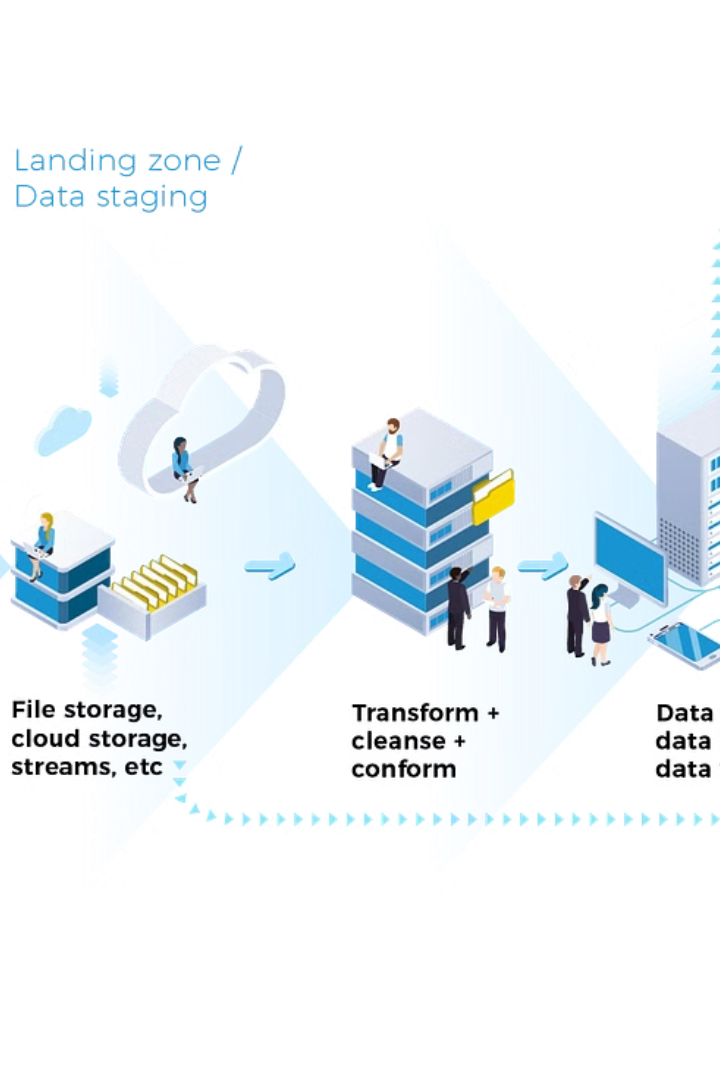 Landing zone /
Data staging
File storage,
cloud storage,
streams, etc
Transform +
cleanse +
conform
Data
data
data